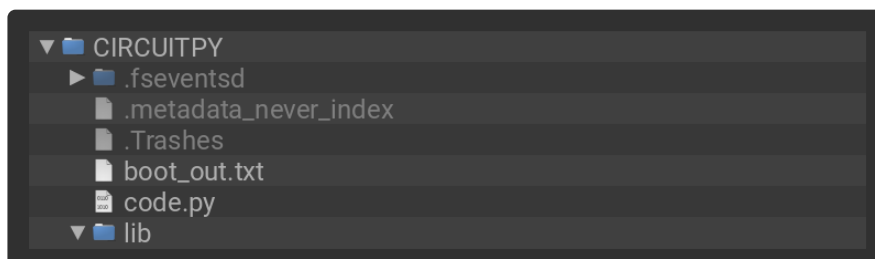 CIRCUITPY
.fseventsd
.metadata_never_index
.Trashes
boot_out.txt
code.py
lib